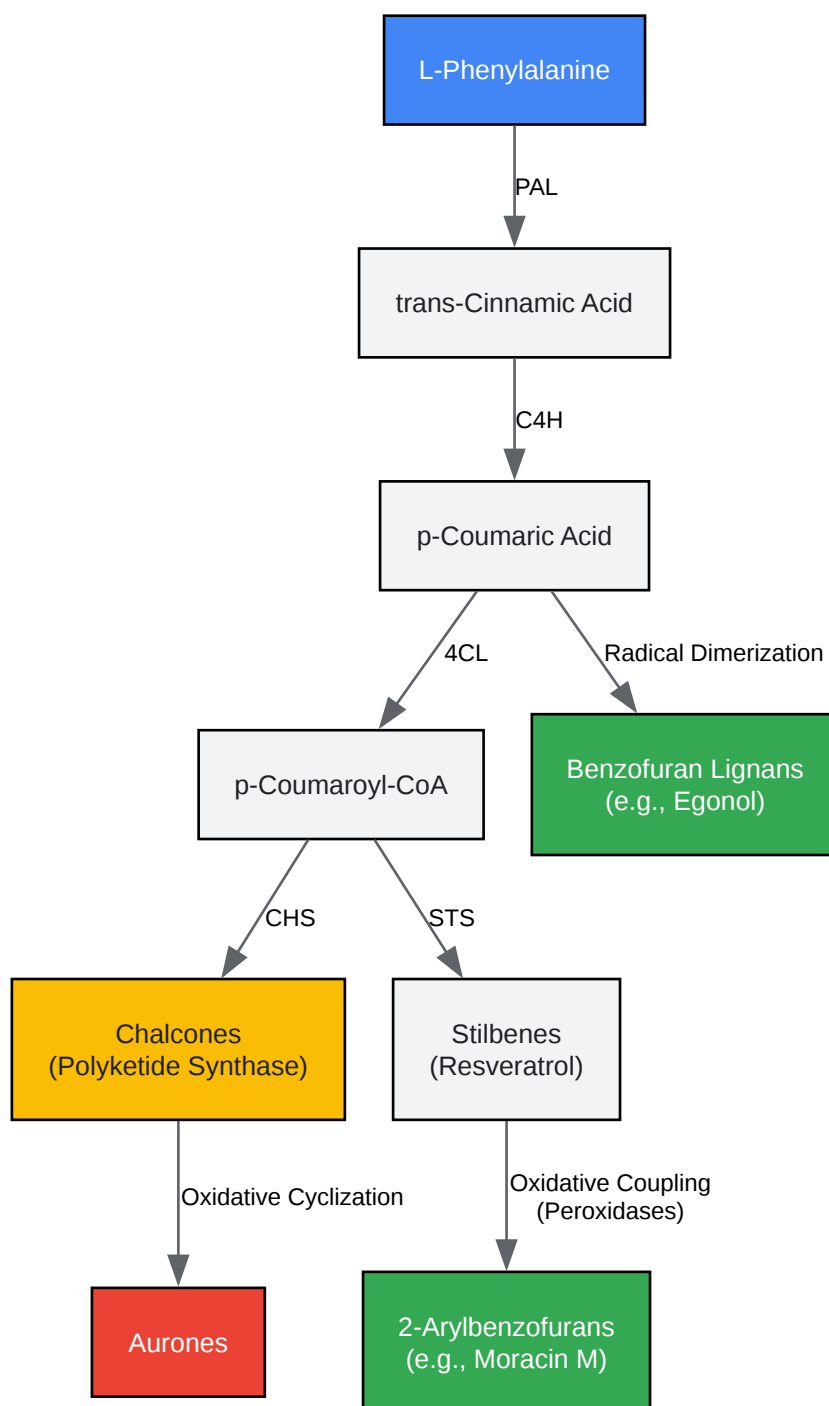 L-Phenylalanine
PAL
trans-Cinnamic Acid
C4H
p-Coumaric Acid
4CL
Radical Dimerization
p-Coumaroyl-CoA
Benzofuran Lignans
(e.g., Egonol)
CHS
STS
Chalcones
(Polyketide Synthase)
Stilbenes
(Resveratrol)
Oxidative Cyclization
Oxidative Coupling
(Peroxidases)
Aurones
2-Arylbenzofurans
(e.g., Moracin M)